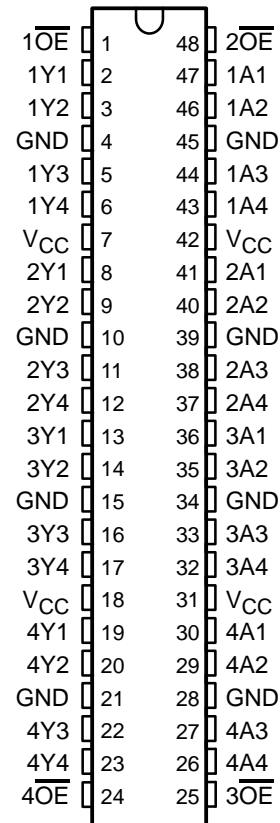 1O̅E̅ 1 48 2O̅E̅
1Y1 2 47 1A1
1Y2 3 46 1A2
GND 4 45 GND
1Y3 5 44 1A3
1Y4 6 43 1A4
VCC 7 42 VCC
2Y1 8 41 2A1
2Y2 9 40 2A2
GND 10 39 GND
2Y3 11 38 2A3
2Y4 12 37 2A4
3Y1 13 36 3A1
3Y2 14 35 3A2
GND 15 34 GND
3Y3 16 33 3A3
3Y4 17 32 3A4
VCC 18 31 VCC
4Y1 19 30 4A1
4Y2 20 29 4A2
GND 21 28 GND
4Y3 22 27 4A3
4Y4 23 26 4A4
4O̅E̅ 24 25 3O̅E̅